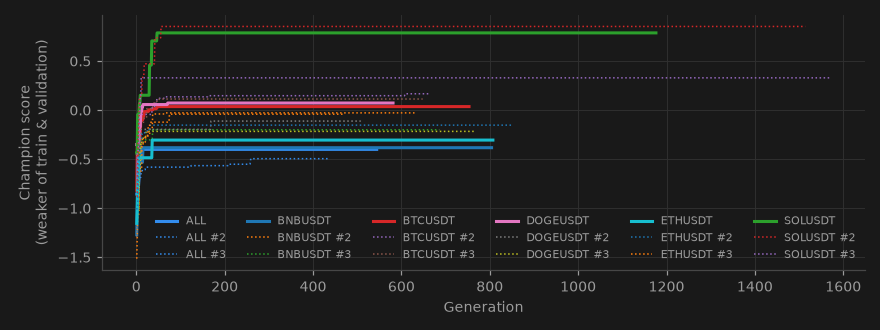 Champion score
(weaker of train & validation)
0.5
0.0
−0.5
−1.0
−1.5
ALL BNBUSDT BTCUSDT DOGEUSDT ETHUSDT SOLUSDT
ALL #2 BNBUSDT #2 BTCUSDT #2 DOGEUSDT #2 ETHUSDT #2 SOLUSDT #2
ALL #3 BNBUSDT #3 BTCUSDT #3 DOGEUSDT #3 ETHUSDT #3 SOLUSDT #3
0 200 400 600 800 1000 1200 1400 1600
Generation